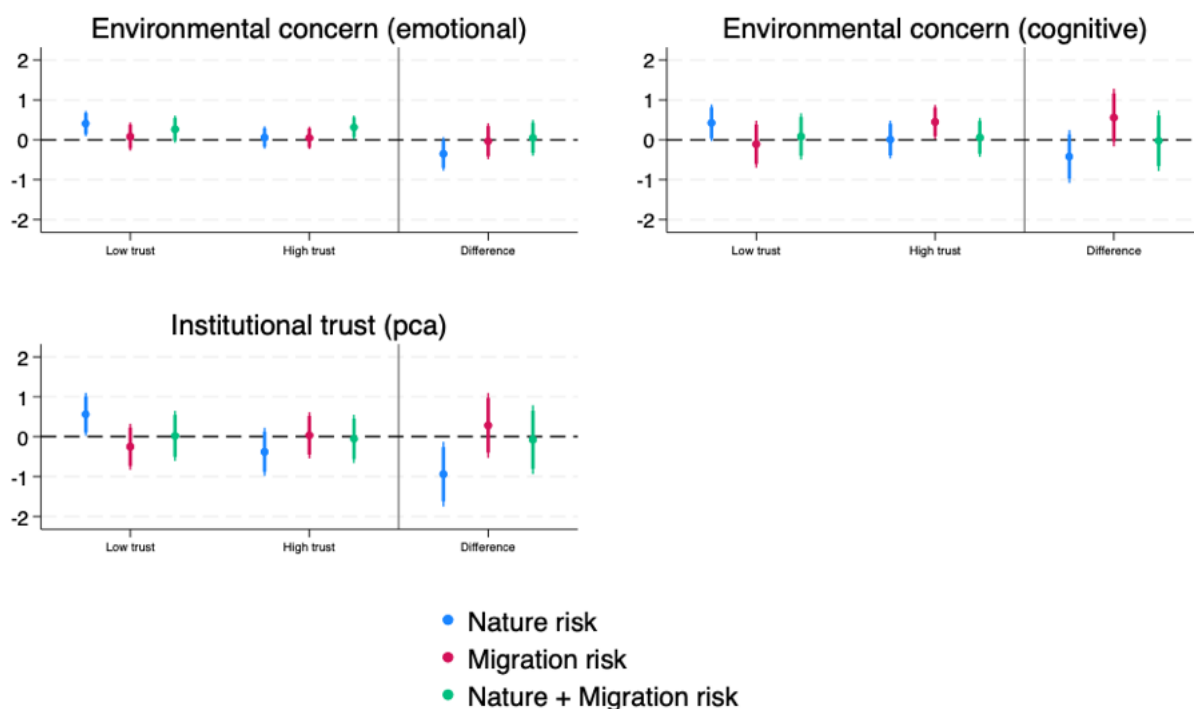 Environmental concern (emotional)
2
1
0
-1
-2
Low trust High trust Difference
Environmental concern (cognitive)
2
1
0
-1
-2
Low trust High trust Difference
Institutional trust (pca)
2
1
0
-1
-2
Low trust High trust Difference
Nature risk
Migration risk
Nature + Migration risk